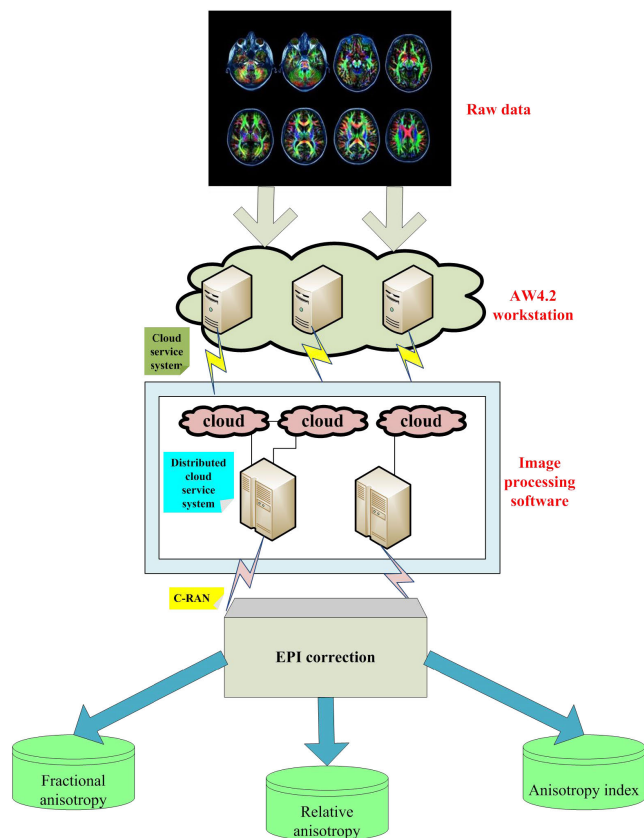 Raw data
AW4.2
workstation
Cloud
service
system
cloud
cloud
cloud
Distributed
cloud
service
system
Image
processing
software
C-RAN
EPI correction
Fractional
anisotropy
Relative
anisotropy
Anisotropy index